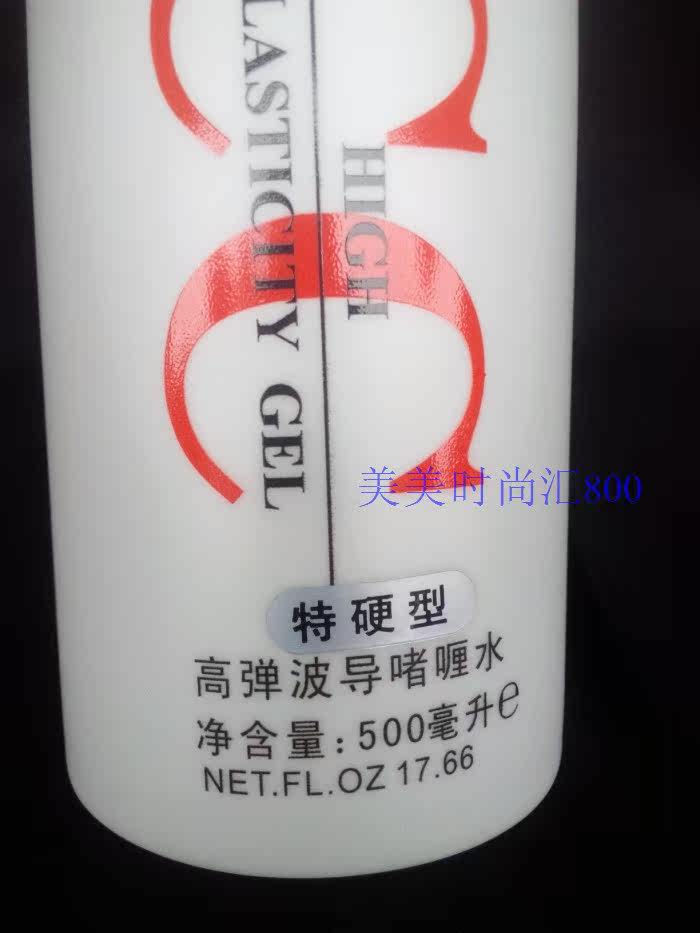 C
C
HIGH
LASTICITY GEL
美美时尚汇800
特硬型
高弹波导啫喱水
净含量:500毫升e
NET.FL.OZ 17.66